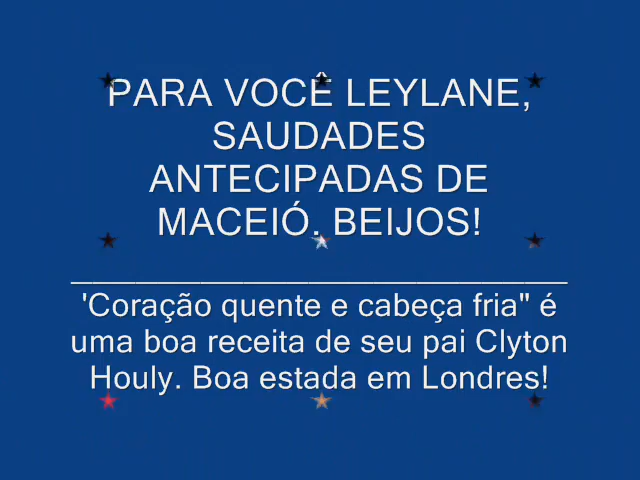 PARA VOCÊ LEYLANE,
SAUDADES
ANTECIPADAS DE
MACEIÓ. BEIJOS!
'Coração quente e cabeça fria" é
uma boa receita de seu pai Clyton
Houly. Boa estada em Londres!